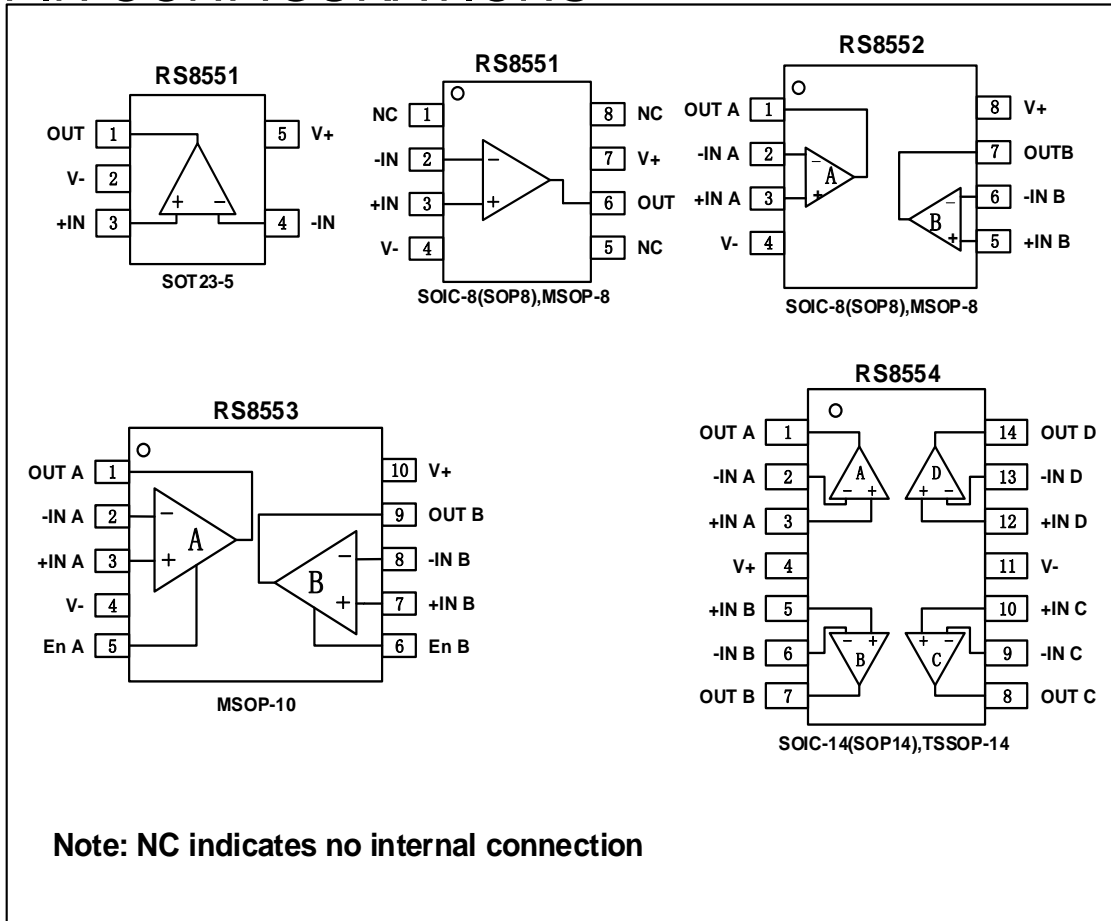 PIN CONFIGURATIONS
RS8551
OUT 1
5 V+
V- 2
+IN 3
4 -IN
+ -
SOT23-5
RS8551
NC 1
8 NC
-IN 2
7 V+
+IN 3
6 OUT
V- 4
5 NC
- +
SOIC-8(SOP8),MSOP-8
RS8552
OUT A 1
8 V+
-IN A 2
7 OUTB
+IN A 3
6 -IN B
V- 4
5 +IN B
- A +
- B +
SOIC-8(SOP8),MSOP-8
RS8553
OUT A 1
10 V+
-IN A 2
9 OUT B
+IN A 3
8 -IN B
V- 4
7 +IN B
En A 5
6 En B
- A +
- B +
MSOP-10
RS8554
OUT A 1
14 OUT D
-IN A 2
13 -IN D
+IN A 3
12 +IN D
V+ 4
11 V-
+IN B 5
10 +IN C
-IN B 6
9 -IN C
OUT B 7
8 OUT C
A - +
D + -
- + B
+ - C
SOIC-14(SOP14),TSSOP-14
Note: NC indicates no internal connection